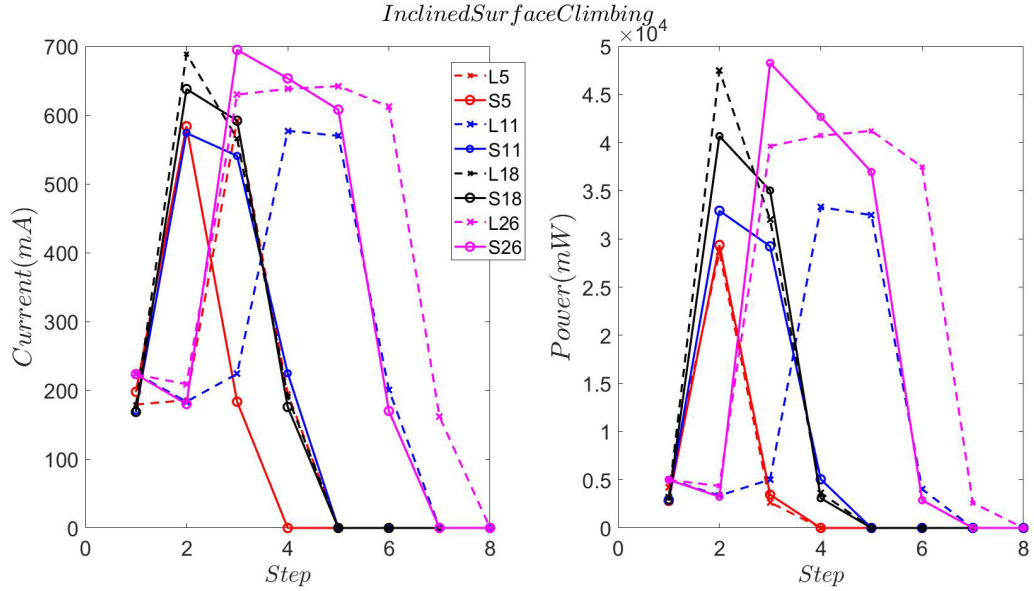 InclinedSurfaceClimbing
700
600
500
400
300
200
100
0
Current(mA)
0
2
4
6
8
Step
L5
S5
L11
S11
L18
S18
L26
S26
×10⁴
5
4.5
4
3.5
3
2.5
2
1.5
1
0.5
0
Power(mW)
0
2
4
6
8
Step